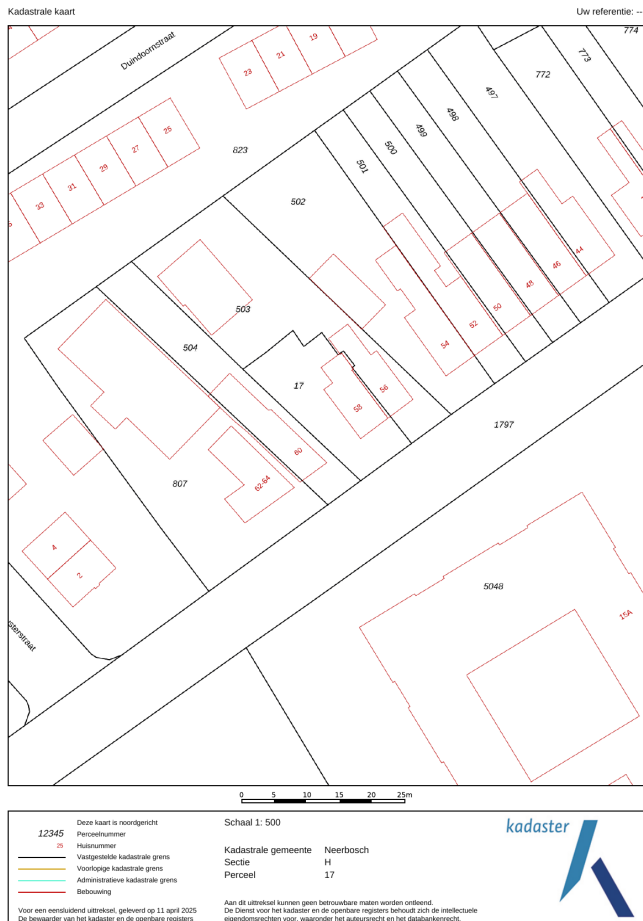 Kadastrale kaart
Uw referentie: --
774
Duindoornstraat
19
21
23
773
772
497
498
499
500
501
25
27
29
31
33
823
502
44
46
48
50
52
54
503
504
17
56
58
60
62-64
807
1797
4
2
5048
15A
sterstraat
0 5 10 15 20 25m
Deze kaart is noordgericht
12345 Perceelnummer
25 Huisnummer
Vastgestelde kadastrale grens
Voorlopige kadastrale grens
Administratieve kadastrale grens
Bebouwing
Voor een eensluidend uittreksel, geleverd op 11 april 2025
De bewaarder van het kadaster en de openbare registers
Schaal 1: 500
Kadastrale gemeente Neerbosch
Sectie H
Perceel 17
Aan dit uittreksel kunnen geen betrouwbare maten worden ontleend.
De Dienst voor het kadaster en de openbare registers behoudt zich de intellectuele
eigendomsrechten voor, waaronder het auteursrecht en het databankenrecht.
kadaster